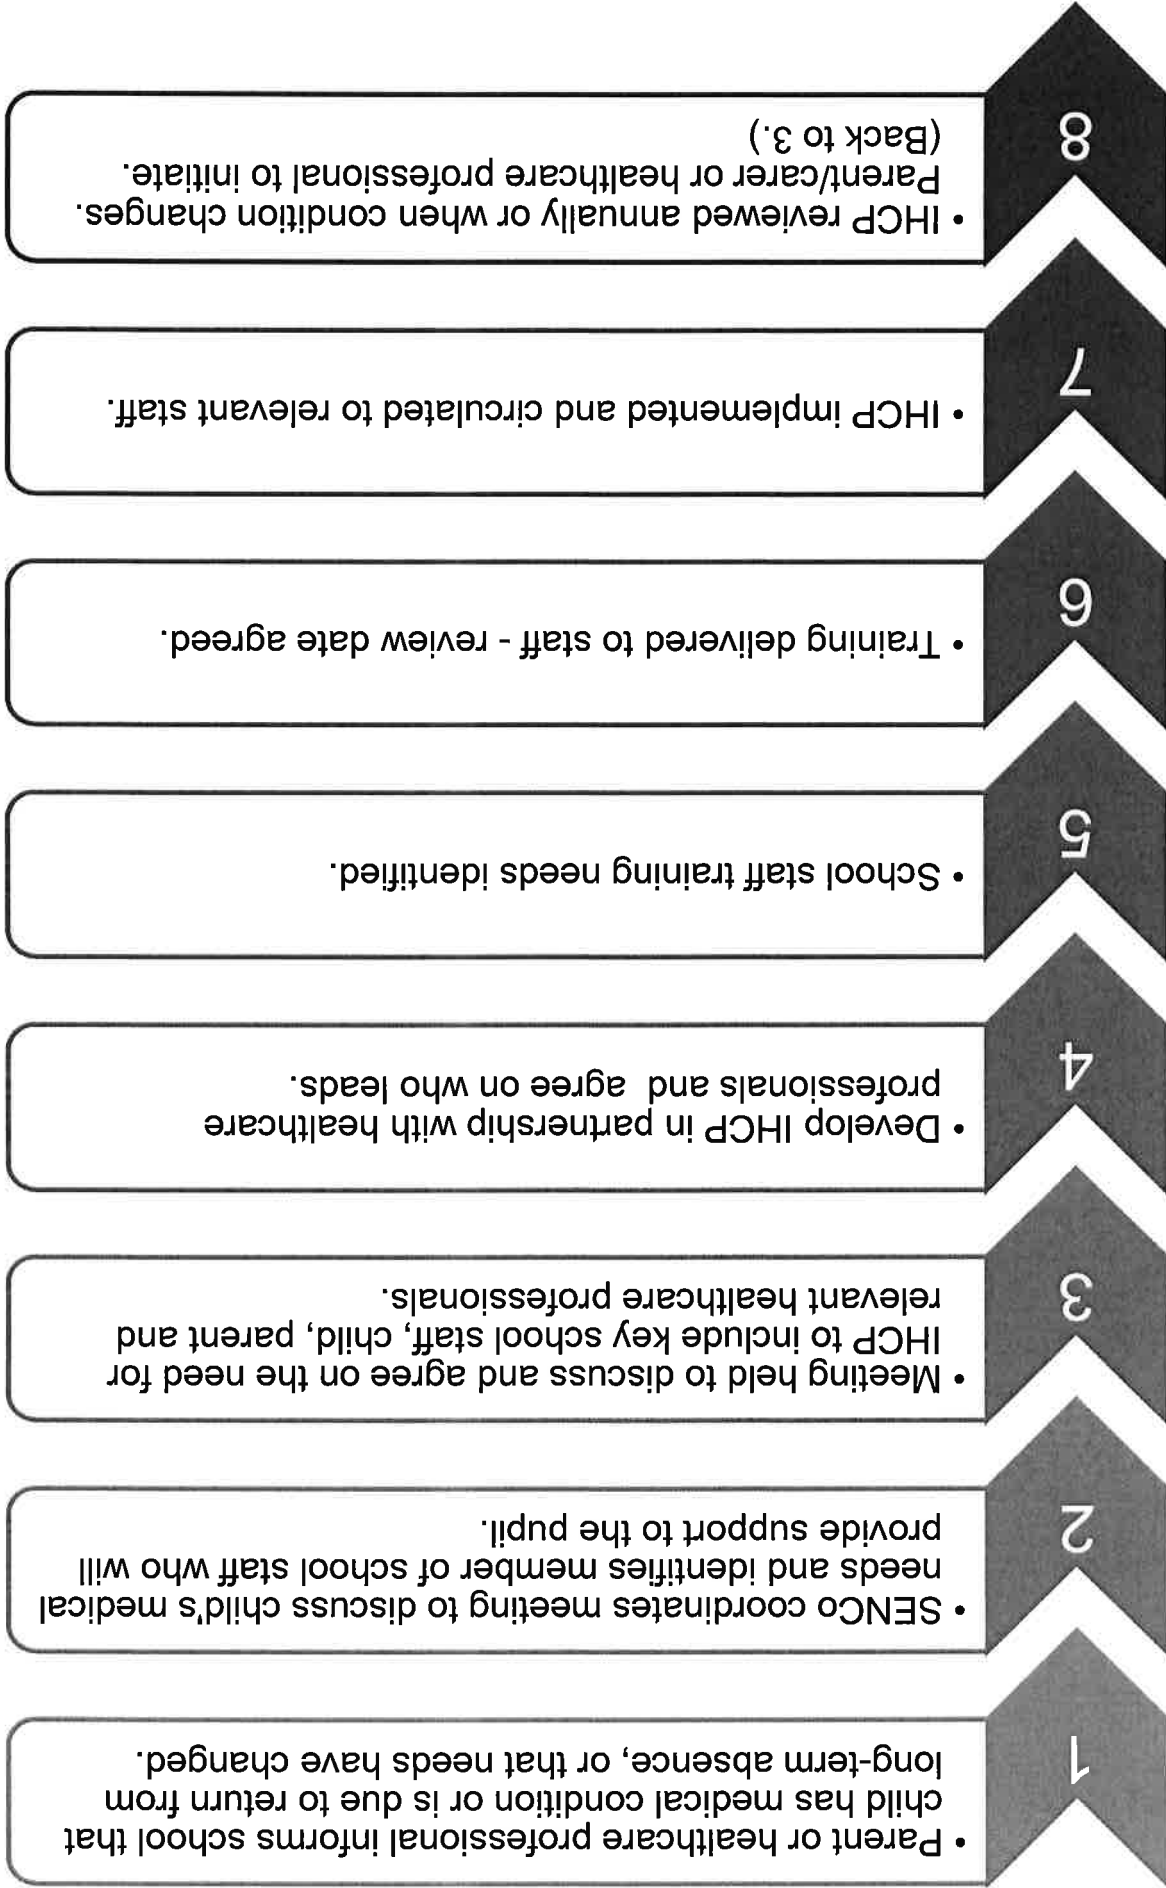 1
• Parent or healthcare professional informs school that
child has medical condition or is due to return from
long-term absence, or that needs have changed.
2
• SENCo coordinates meeting to discuss child's medical
needs and identifies member of school staff who will
provide support to the pupil.
3
• Meeting held to discuss and agree on the need for
IHCP to include key school staff, child, parent and
relevant healthcare professionals.
4
• Develop IHCP in partnership with healthcare
professionals and  agree on who leads.
5
• School staff training needs identified.
6
• Training delivered to staff - review date agreed.
7
• IHCP implemented and circulated to relevant staff.
8
• IHCP reviewed annually or when condition changes.
Parent/carer or healthcare professional to initiate.
(Back to 3.)